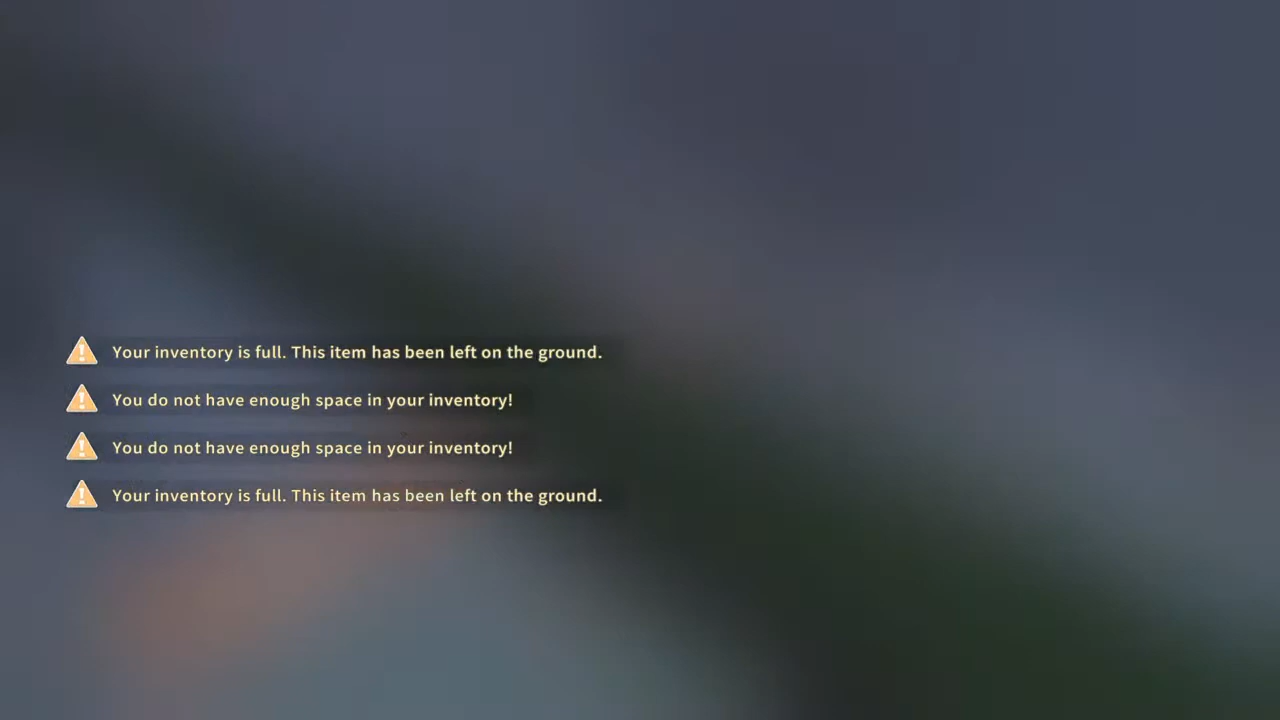 Your inventory is full. This item has been left on the ground.
You do not have enough space in your inventory!
You do not have enough space in your inventory!
Your inventory is full. This item has been left on the ground.